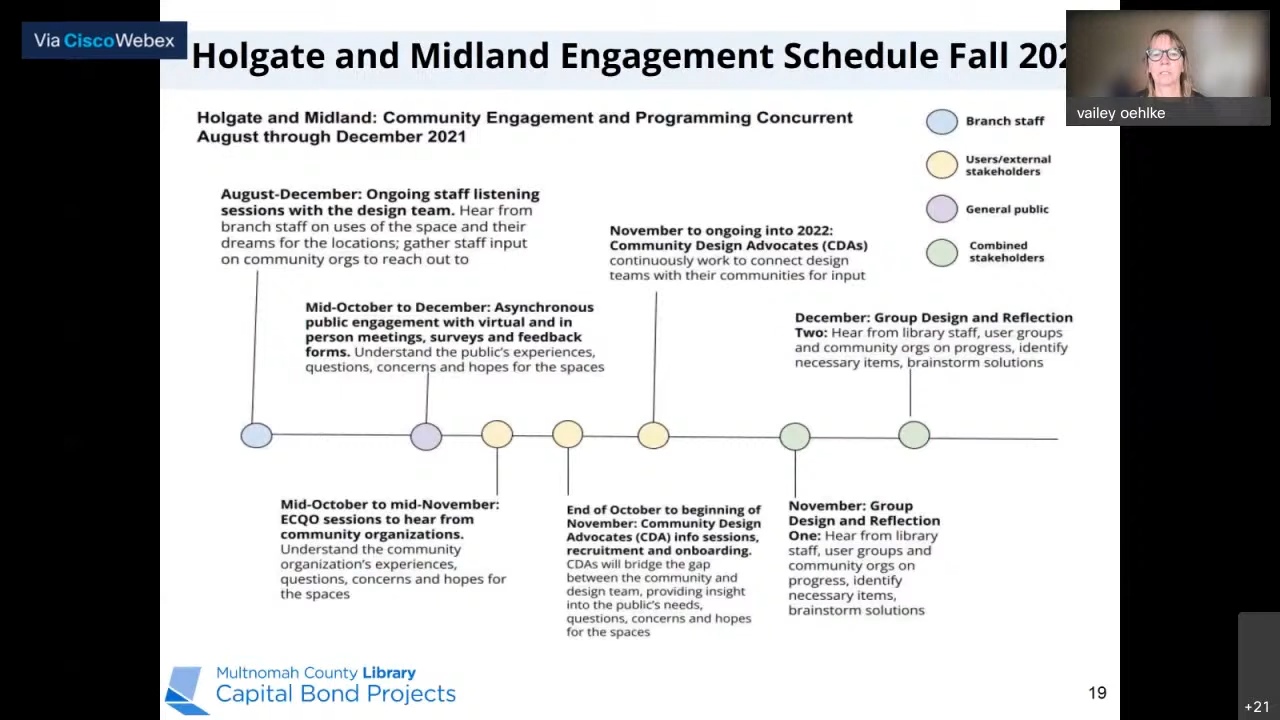 Via CiscoWebex
Holgate and Midland Engagement Schedule Fall
vailey oehlke
Holgate and Midland: Community Engagement and Programming Concurrent
August through December 2021
Branch staff
Users/external
stakeholders
General public
Combined
stakeholders
August-December: Ongoing staff listening
sessions with the design team. Hear from
branch staff on uses of the space and their
dreams for the locations; gather staff input
on community orgs to reach out to
November to ongoing into 2022:
Community Design Advocates (CDAs)
continuously work to connect design
teams with their communities for input
Mid-October to December: Asynchronous
public engagement with virtual and in
person meetings, surveys and feedback
forms. Understand the public's experiences,
questions, concerns and hopes for the spaces
December: Group Design and Reflection
Two: Hear from library staff, user groups
and community orgs on progress, identify
necessary items, brainstorm solutions
Mid-October to mid-November:
ECQO sessions to hear from
community organizations.
Understand the community
organization's experiences,
questions, concerns and hopes for
the spaces
End of October to beginning of
November: Community Design
Advocates (CDA) info sessions,
recruitment and onboarding.
CDAs will bridge the gap
between the community and
design team, providing insight
into the public's needs,
questions, concerns and hopes
for the spaces
November: Group
Design and Reflection
One: Hear from library
staff, user groups and
community orgs on
progress, identify
necessary items,
brainstorm solutions
Multnomah County Library
Capital Bond Projects
19
+21